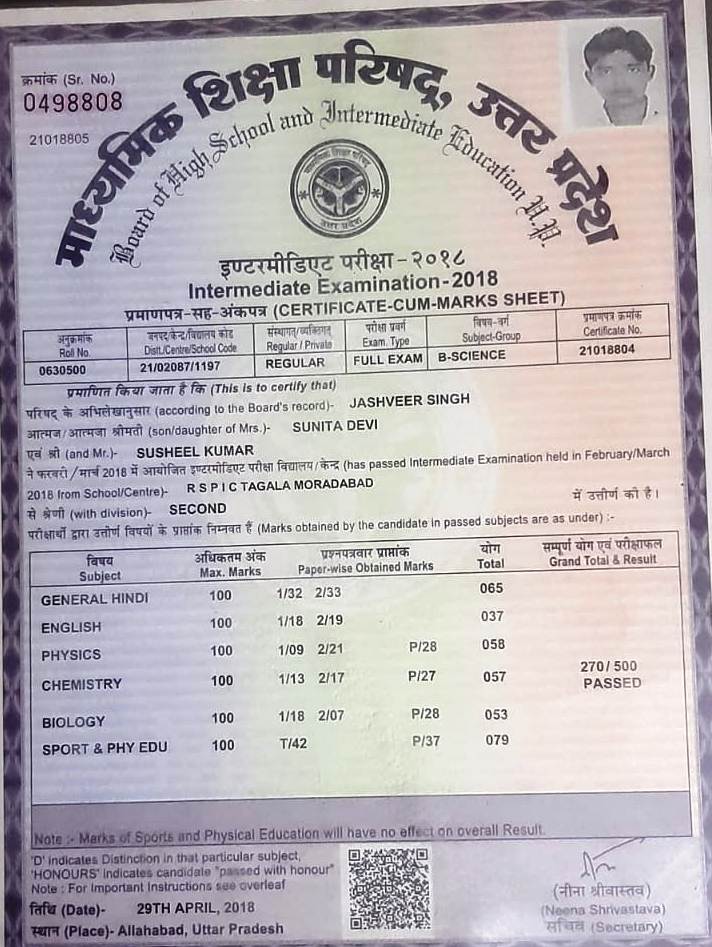 क्रमांक (Sr. No.)
0498808
21018805
माध्यमिक शिक्षा परिषद्, उत्तर प्रदेश
Board of High School and Intermediate Education U.P.
उत्तर प्रदेश
इण्टरमीडिएट परीक्षा-२०१८
Intermediate Examination-2018
प्रमाणपत्र-सह-अंकपत्र (CERTIFICATE-CUM-MARKS SHEET)
अनुक्रमांक जनपद/केन्द्र/विद्यालय कोड संस्थागत/व्यक्तिगत परीक्षा प्रवर्ग विषय-वर्ग प्रमाणपत्र क्रमांक
Roll No. Distt./Centre/School Code Regular / Private Exam. Type Subject-Group Certificate No.
0630500 21/02087/1197 REGULAR FULL EXAM B-SCIENCE 21018804
प्रमाणित किया जाता है कि (This is to certify that)
परिषद् के अभिलेखानुसार (according to the Board's record)- JASHVEER SINGH
आत्मज/आत्मजा श्रीमती (son/daughter of Mrs.)- SUNITA DEVI
एवं श्री (and Mr.)- SUSHEEL KUMAR
ने फरवरी/मार्च 2018 में आयोजित इण्टरमीडिएट परीक्षा विद्यालय/केन्द्र (has passed Intermediate Examination held in February/March
2018 from School/Centre)- R S P I C TAGALA MORADABAD में उत्तीर्ण की है।
से श्रेणी (with division)- SECOND
परीक्षार्थी द्वारा उत्तीर्ण विषयों के प्राप्तांक निम्नवत हैं (Marks obtained by the candidate in passed subjects are as under) :-
विषय अधिकतम अंक प्रश्नपत्रवार प्राप्तांक योग सम्पूर्ण योग एवं परीक्षाफल
Subject Max. Marks Paper-wise Obtained Marks Total Grand Total & Result
GENERAL HINDI 100 1/32 2/33 065
ENGLISH 100 1/18 2/19 037
PHYSICS 100 1/09 2/21 P/28 058
CHEMISTRY 100 1/13 2/17 P/27 057 270/500
PASSED
BIOLOGY 100 1/18 2/07 P/28 053
SPORT & PHY EDU 100 T/42 P/37 079
Note :- Marks of Sports and Physical Education will have no effect on overall Result.
'D' indicates Distinction in that particular subject,
'HONOURS' indicates candidate "passed with honour"
Note : For Important Instructions see overleaf
तिथि (Date)- 29TH APRIL, 2018
स्थान (Place)- Allahabad, Uttar Pradesh
(नीना श्रीवास्तव)
(Neena Shrivastava)
सचिव (Secretary)